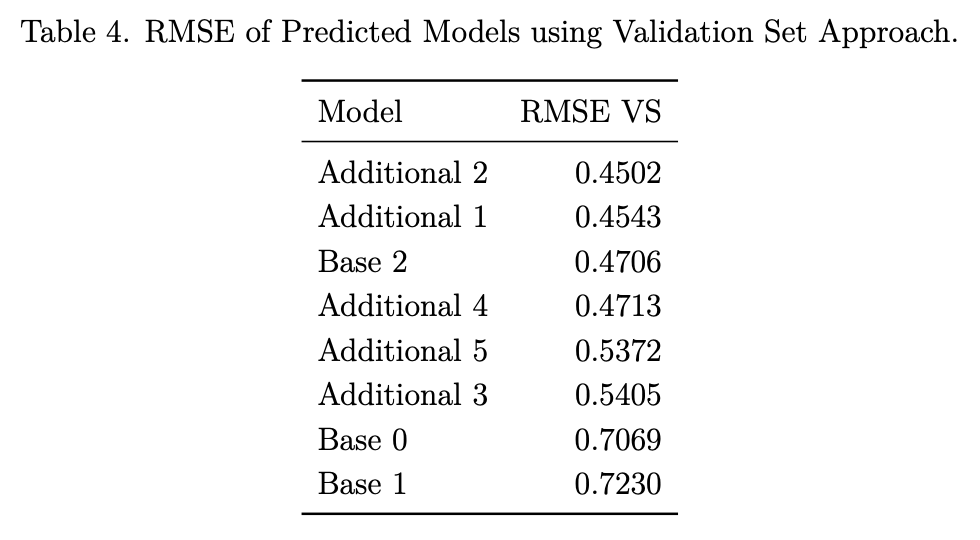 Table 4. RMSE of Predicted Models using Validation Set Approach.
Model RMSE VS
Additional 2 0.4502
Additional 1 0.4543
Base 2 0.4706
Additional 4 0.4713
Additional 5 0.5372
Additional 3 0.5405
Base 0 0.7069
Base 1 0.7230